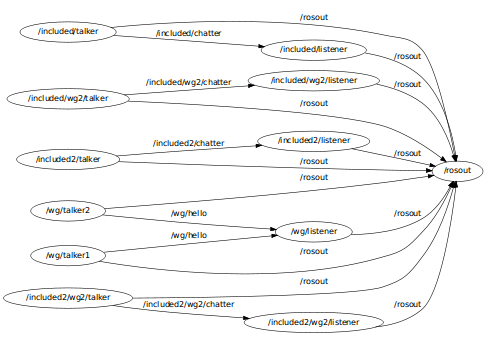 /rosout
/included/talker
/included/chatter
/included/listener
/rosout
/included/wg2/chatter
/included/wg2/listener
/rosout
/included/wg2/talker
/rosout
/included2/chatter
/included2/listener
/rosout
/included2/talker
/rosout
/rosout
/rosout
/wg/talker2
/wg/hello
/rosout
/wg/listener
/wg/hello
/wg/talker1
/rosout
/rosout
/included2/wg2/talker
/included2/wg2/chatter
/rosout
/included2/wg2/listener